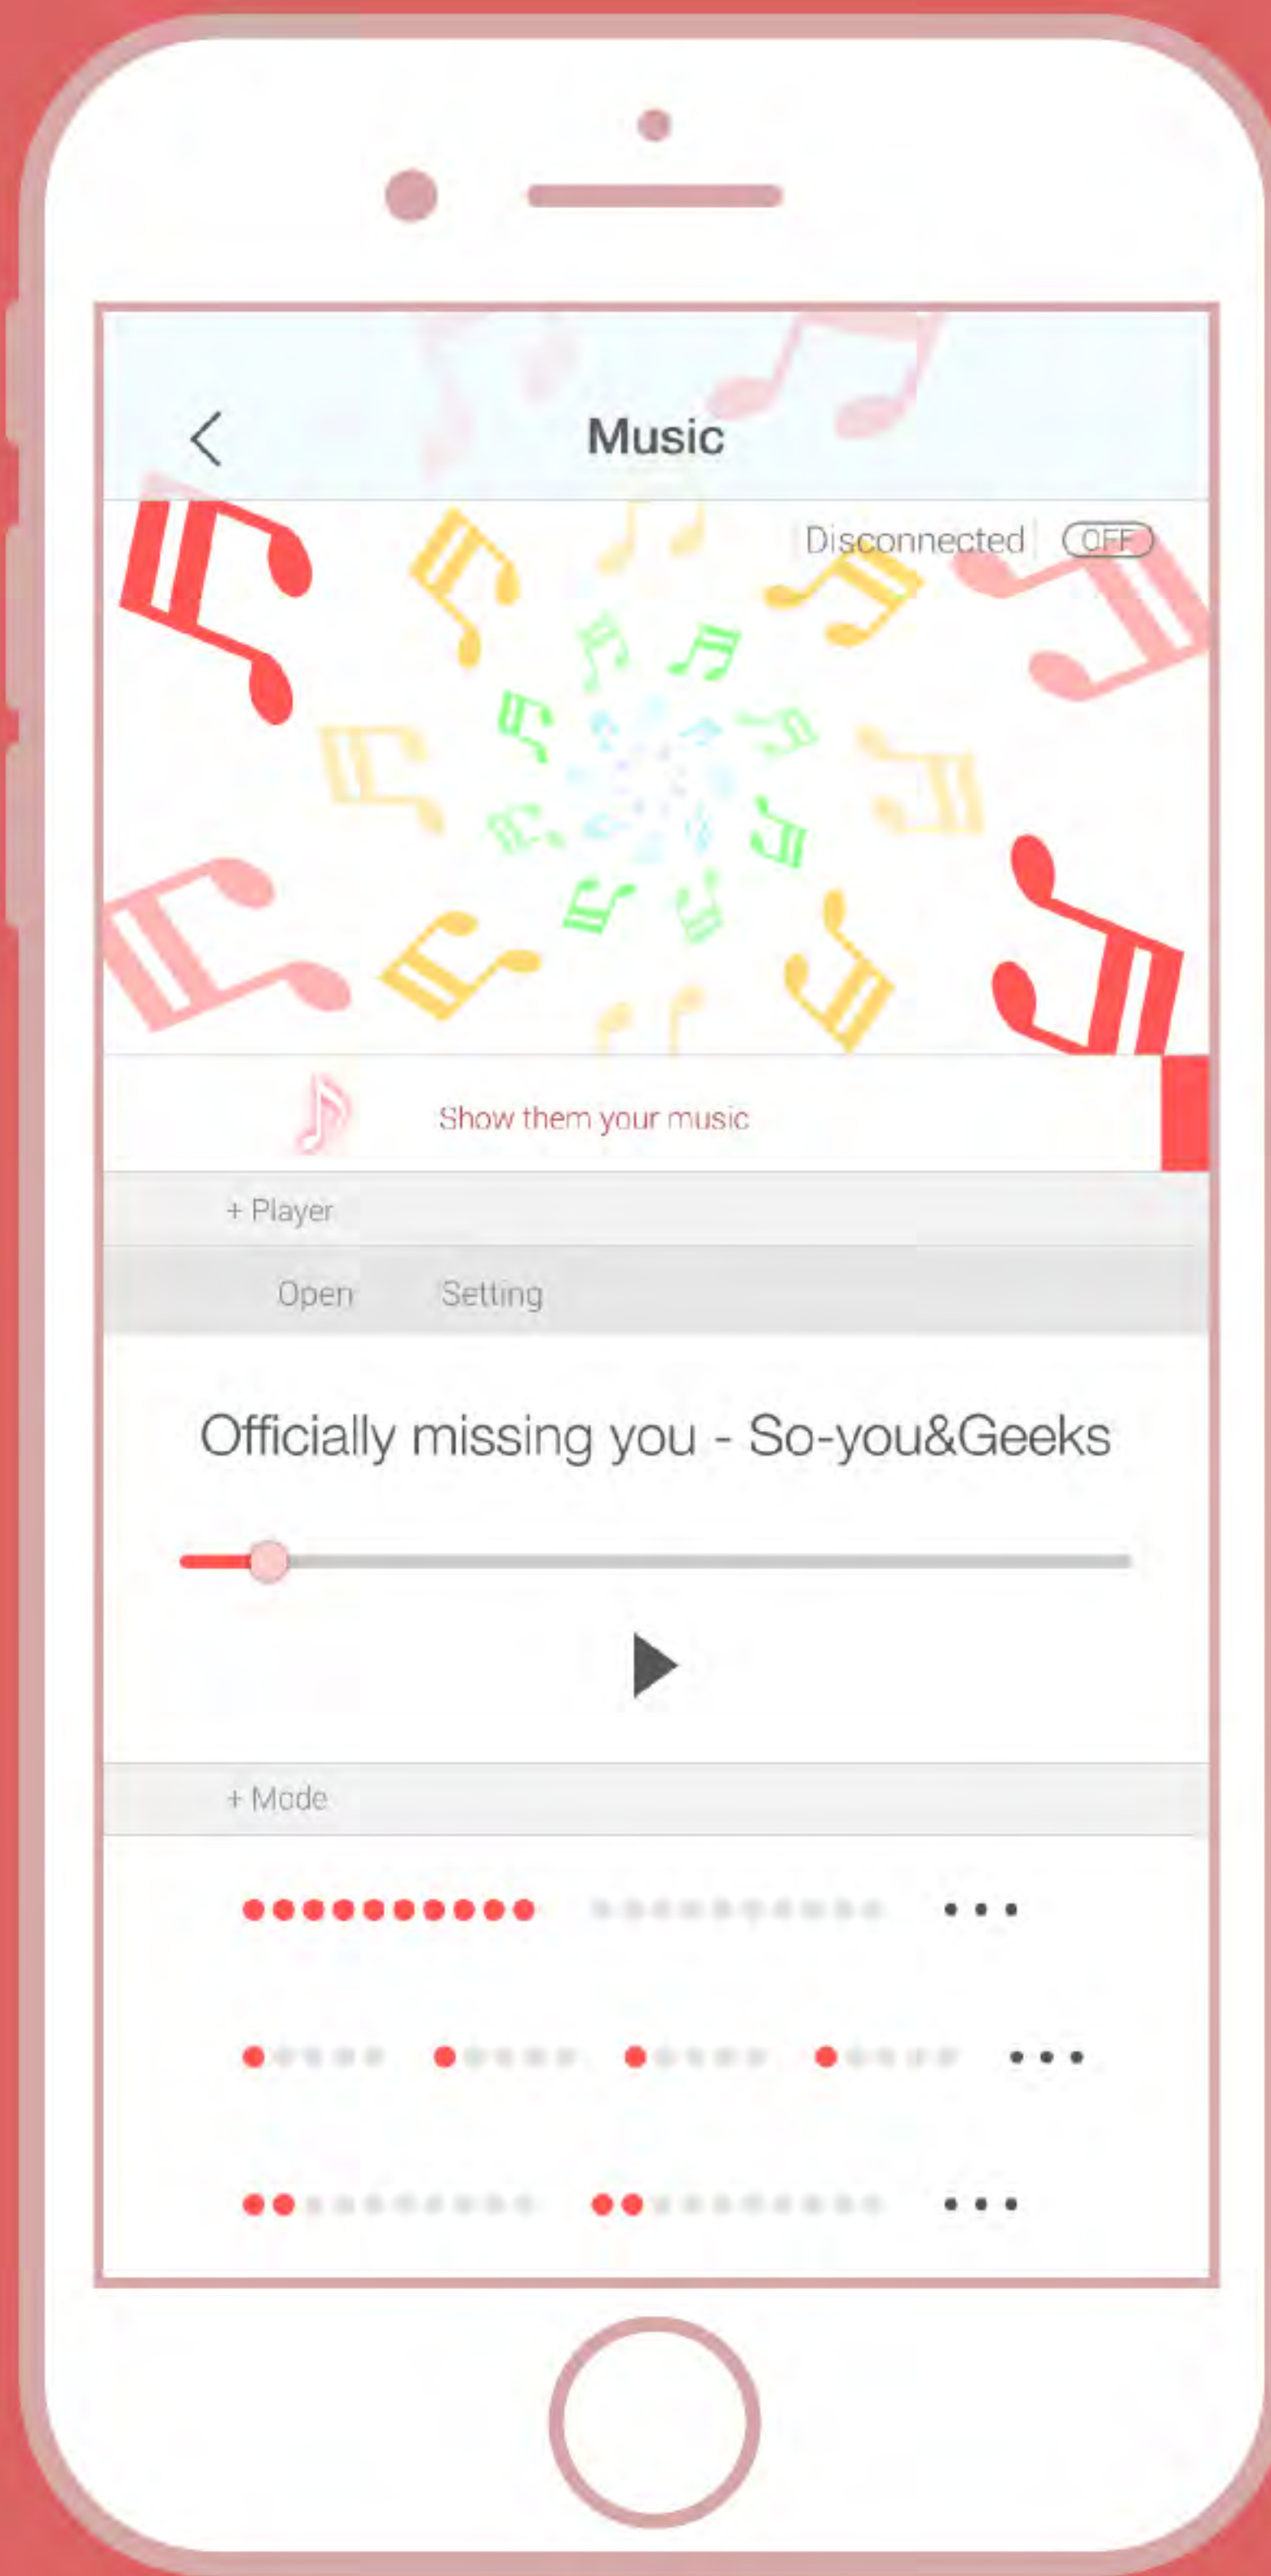 Music
Disconnected OFF
Show them your music
+ Player
Open Setting
Officially missing you - So-you&Geeks
+ Mode